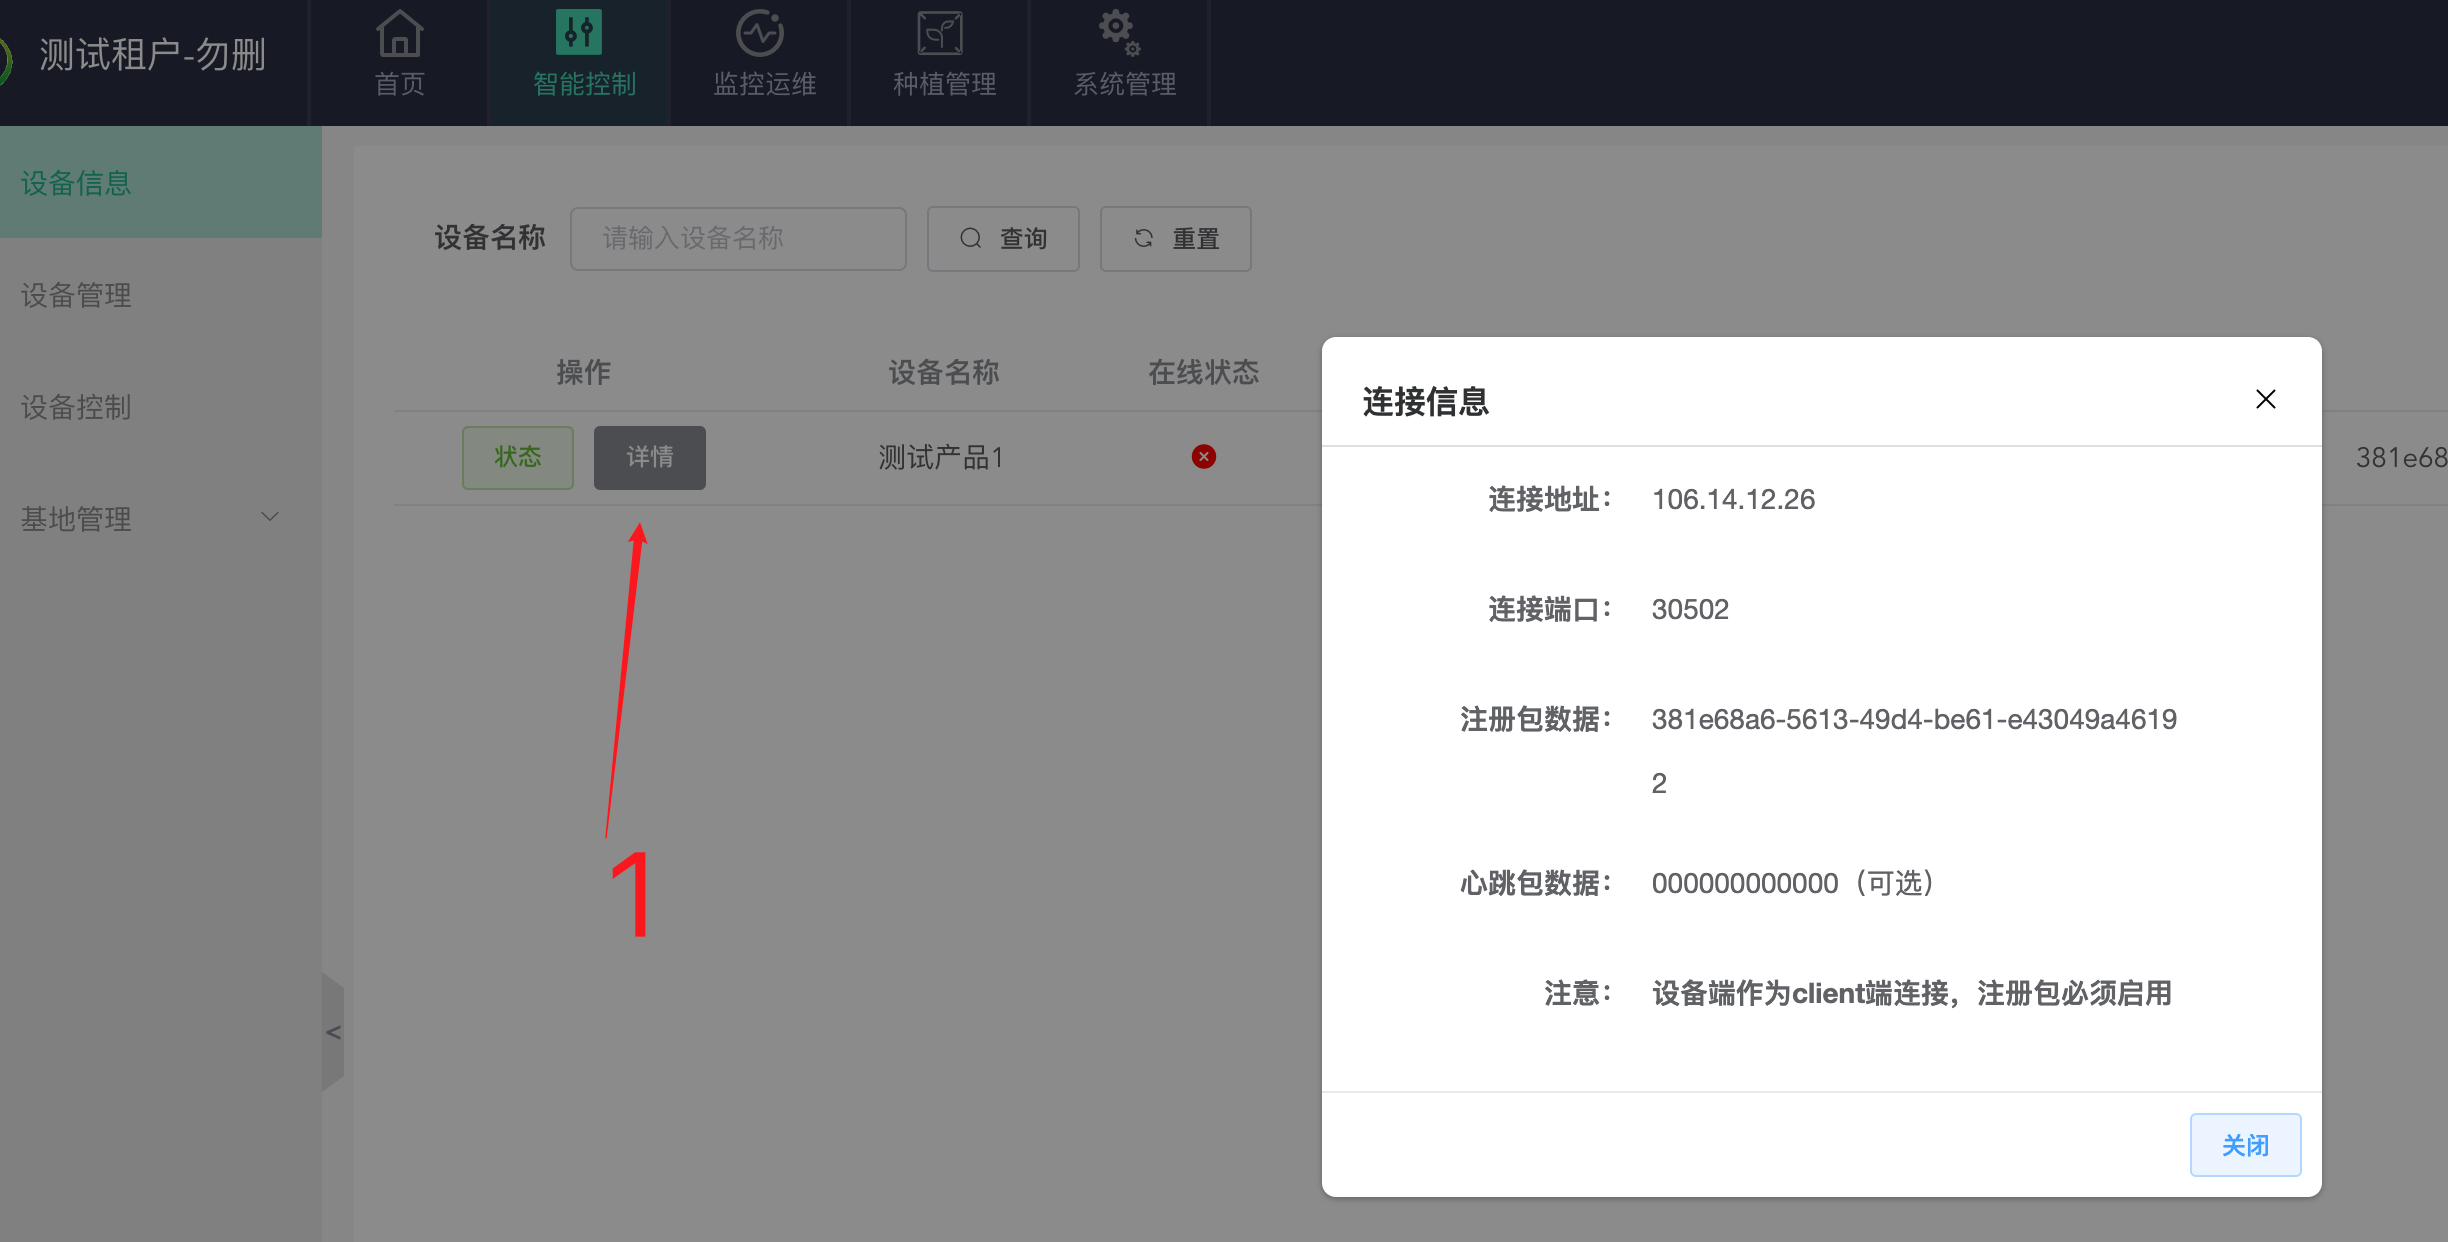 测试租户-勿删
首页
智能控制
监控运维
种植管理
系统管理
设备信息
设备管理
设备控制
基地管理
<
设备名称
请输入设备名称
查询
重置
操作
设备名称
在线状态
状态
详情
测试产品1
381e68
1
连接信息
连接地址： 106.14.12.26
连接端口： 30502
注册包数据： 381e68a6-5613-49d4-be61-e43049a4619
2
心跳包数据： 000000000000（可选）
注意： 设备端作为client端连接，注册包必须启用
关闭